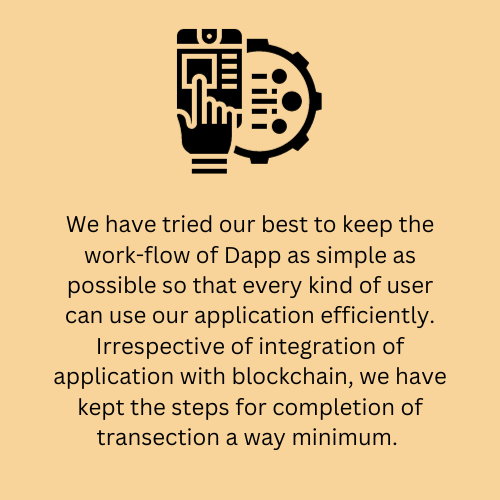 We have tried our best to keep the
work-flow of Dapp as simple as
possible so that every kind of user
can use our application efficiently.
Irrespective of integration of
application with blockchain, we have
kept the steps for completion of
transection a way minimum.